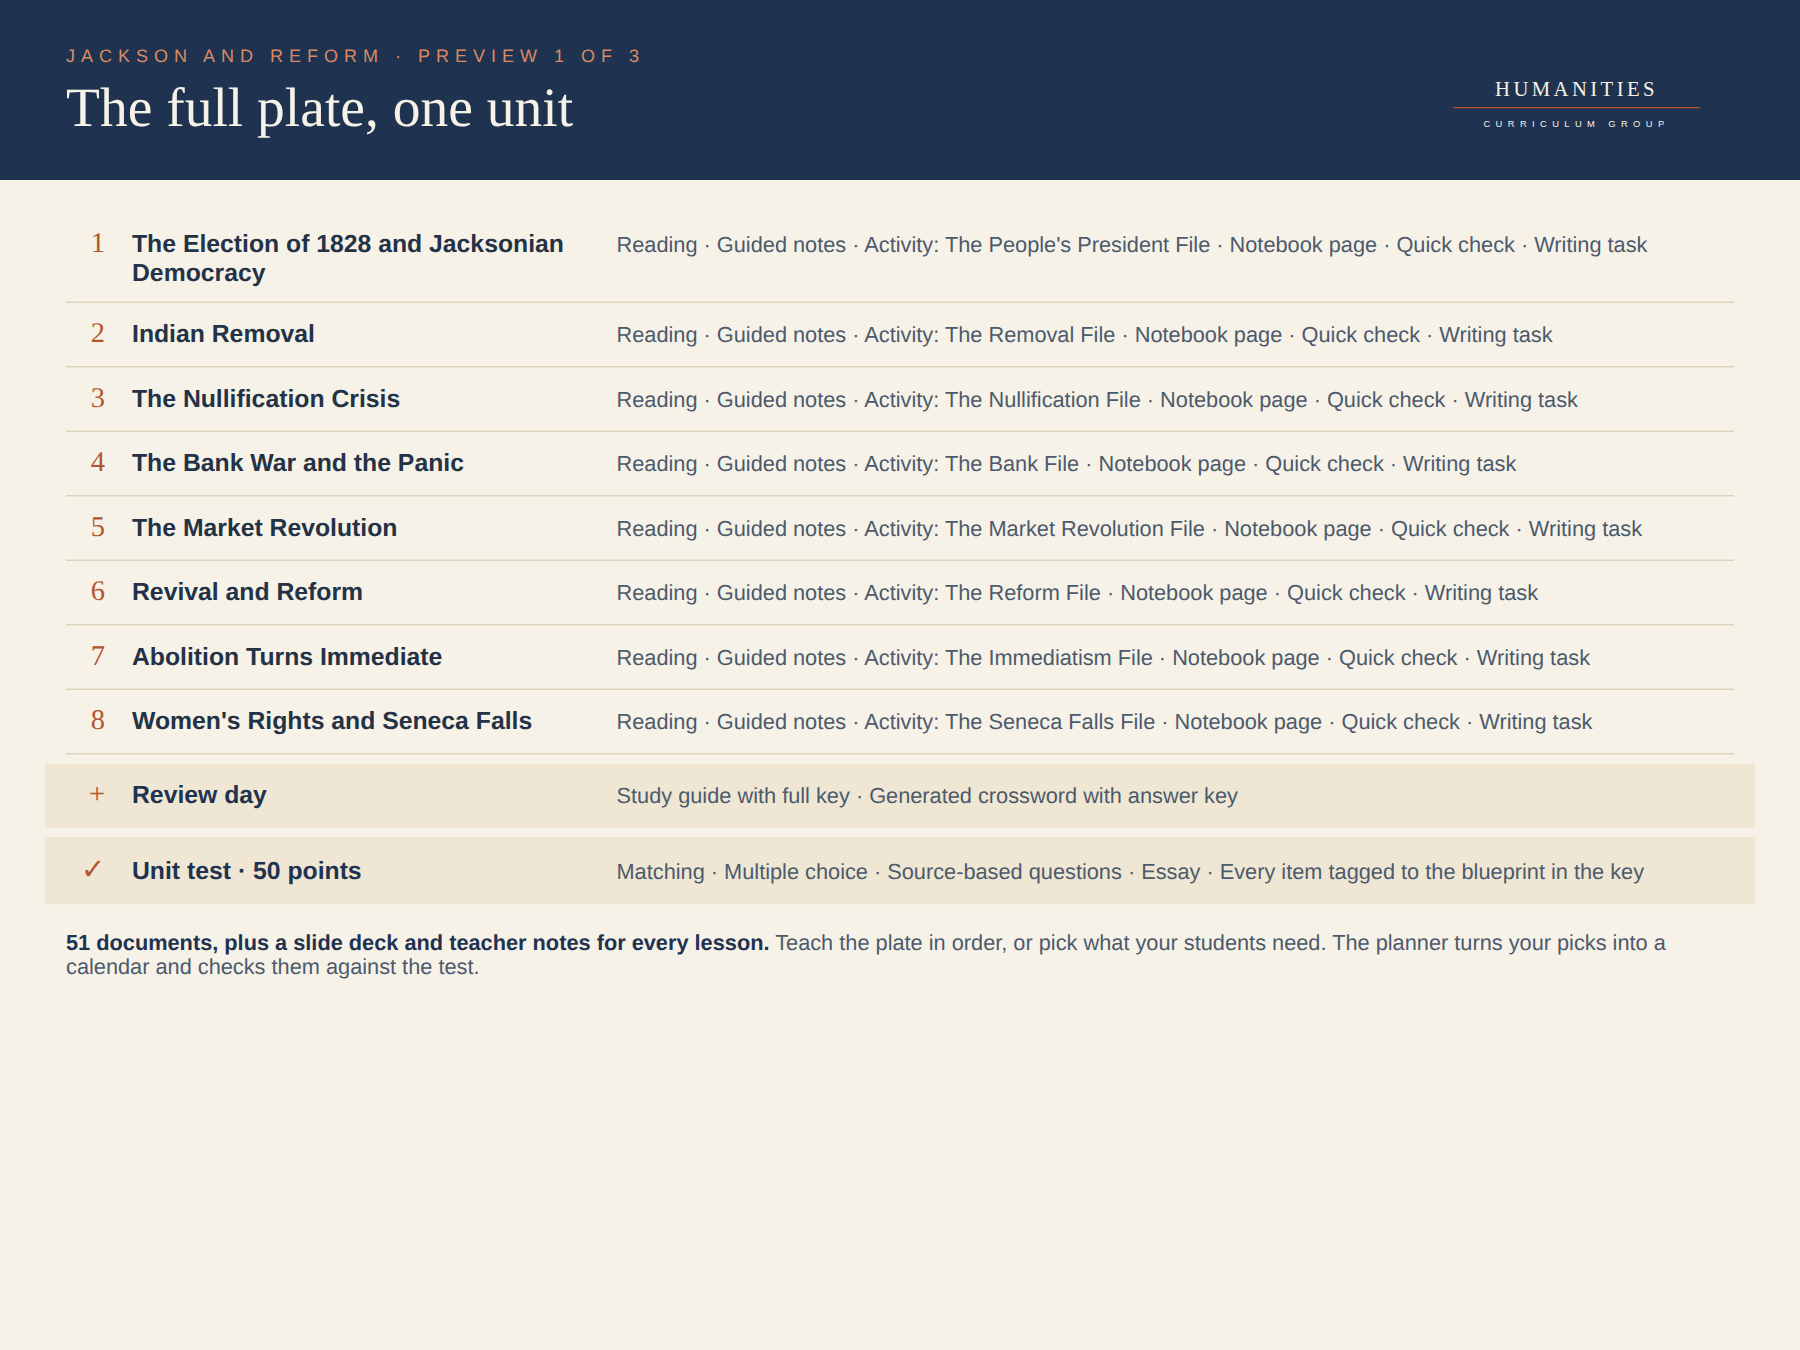 JACKSON AND REFORM · PREVIEW 1 OF 3
The full plate, one unit
HUMANITIES
CURRICULUM GROUP
1 The Election of 1828 and Jacksonian Democracy Reading · Guided notes · Activity: The People's President File · Notebook page · Quick check · Writing task
2 Indian Removal Reading · Guided notes · Activity: The Removal File · Notebook page · Quick check · Writing task
3 The Nullification Crisis Reading · Guided notes · Activity: The Nullification File · Notebook page · Quick check · Writing task
4 The Bank War and the Panic Reading · Guided notes · Activity: The Bank File · Notebook page · Quick check · Writing task
5 The Market Revolution Reading · Guided notes · Activity: The Market Revolution File · Notebook page · Quick check · Writing task
6 Revival and Reform Reading · Guided notes · Activity: The Reform File · Notebook page · Quick check · Writing task
7 Abolition Turns Immediate Reading · Guided notes · Activity: The Immediatism File · Notebook page · Quick check · Writing task
8 Women's Rights and Seneca Falls Reading · Guided notes · Activity: The Seneca Falls File · Notebook page · Quick check · Writing task
+ Review day Study guide with full key · Generated crossword with answer key
✓ Unit test · 50 points Matching · Multiple choice · Source-based questions · Essay · Every item tagged to the blueprint in the key
51 documents, plus a slide deck and teacher notes for every lesson. Teach the plate in order, or pick what your students need. The planner turns your picks into a
calendar and checks them against the test.